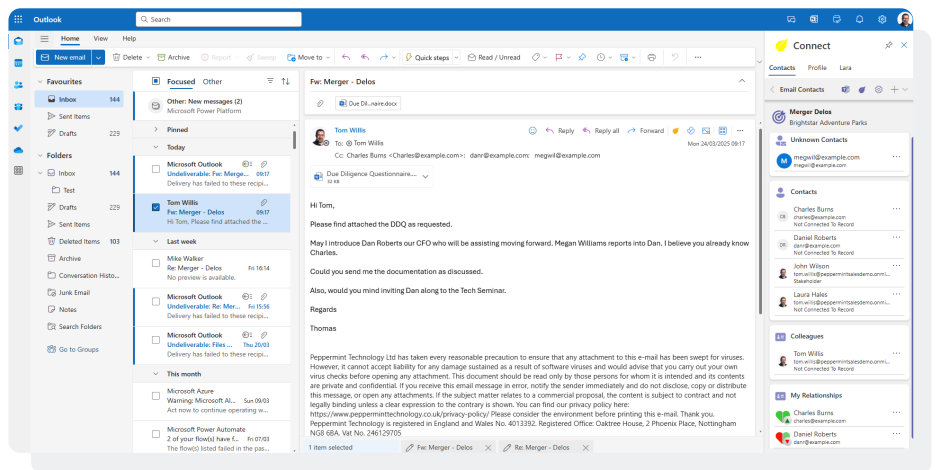 Outlook
Search
Home View Help
New email
Delete
Archive
Report
Sweep
Move to
Quick steps
Read / Unread
Favourites
Inbox 144
Sent Items
Drafts 229
Folders
Inbox 144
Test
Drafts 229
Sent Items
Deleted Items 103
Archive
Conversation Histo...
Junk Email
Notes
Search Folders
Go to Groups
Focused Other
Other: New messages (2)
Microsoft Power Platform
Pinned
Today
Microsoft Outlook
Undeliverable: Fw: Merge... 09:17
Delivery has failed to these recipi...
Tom Willis
Fw: Merger - Delos 09:17
Hi Tom, Please find attached the ...
Last week
Mike Walker
Re: Merger - Delos Fri 16:14
No preview is available.
Microsoft Outlook
Undeliverable: Re: Mer... Fri 15:56
Delivery has failed to these recipi...
Microsoft Outlook
Undeliverable: Files ... Thu 20/03
Delivery has failed to these recipi...
This month
Microsoft Azure
Warning: Microsoft Al... Sun 09/03
Act now to continue operating w...
Microsoft Power Automate
2 of your flow(s) have f... Fri 07/03
The flow(s) listed failed in the pas...
Fw: Merger - Delos
Due Dil...naire.docx
Tom Willis
To: Tom Willis
Cc: Charles Burns <Charles@example.com>; danr@example.com; megwil@example.com
Reply
Reply all
Forward
Mon 24/03/2025 09:17
Due Diligence Questionnaire....
32 KB
Hi Tom,
Please find attached the DDQ as requested.
May I introduce Dan Roberts our CFO who will be assisting moving forward. Megan Williams reports into Dan. I believe you already know
Charles.
Could you send me the documentation as discussed.
Also, would you mind inviting Dan along to the Tech Seminar.
Regards
Thomas
Peppermint Technology Ltd has taken every reasonable precaution to ensure that any attachment to this e-mail has been swept for viruses.
However, it cannot accept liability for any damage sustained as a result of software viruses and would advise that you carry out your own
virus checks before opening any attachment. This document should be read only by those persons for whom it is intended and its contents
are private and confidential. If you receive this email message in error, notify the sender immediately and do not disclose, copy or distribute
this message, or open any attachments. If the subject matter relates to a commercial proposal, the content is subject to contract and not
legally binding unless a clear expression to the contrary is shown. You can find our privacy policy here:
https://www.pepperminttechnology.co.uk/privacy-policy/ Please consider the environment before printing this e-mail. Thank you.
Peppermint Technology is registered in England and Wales No. 4013392. Registered Office: Oaktree House, 2 Phoenix Place, Nottingham
NG8 6BA. Vat No. 246129705
1 item selected
Fw: Merger - Delos
Re: Merger - Delos
Connect
Contacts Profile Lara
Email Contacts
Merger Delos
Brightstar Adventure Parks
Unknown Contacts
M
megwil@example.com
Contacts
CB
Charles Burns
charles@example.com
Not Connected To Record
DR
Daniel Roberts
danr@example.com
Not Connected To Record
John Wilson
tom.willis@peppermintsalesdemo.onmi...
Stakeholder
Laura Hales
tom.willis@peppermintsalesdemo.onmi...
Not Connected To Record
Colleagues
Tom Willis
tom.willis@peppermintsalesdemo.onmi...
Not Connected To Record
My Relationships
Charles Burns
charles@example.com
Daniel Roberts
danr@example.com